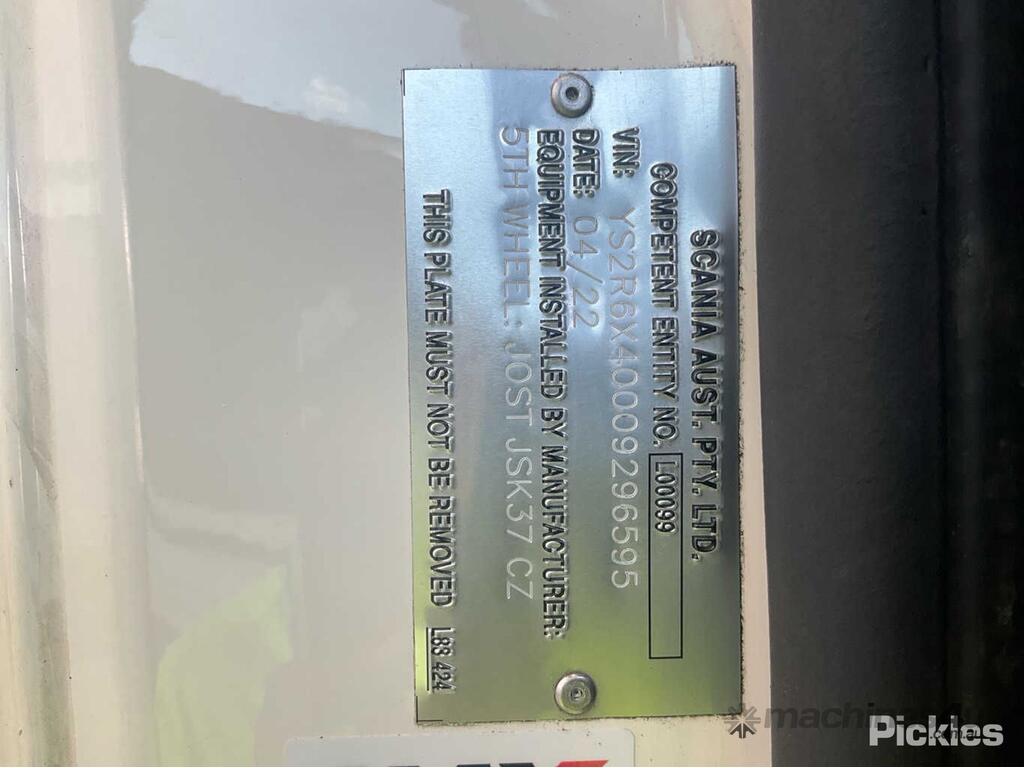 SCANIA AUST. PTY. LTD.
COMPETENT ENTITY NO. L00099
VIN: YS2R6X40009296595
DATE: 04/22
EQUIPMENT INSTALLED BY MANUFACTURER:
5TH WHEEL: JOST JSK37 CZ
THIS PLATE MUST NOT BE REMOVED L88 424
Pickles